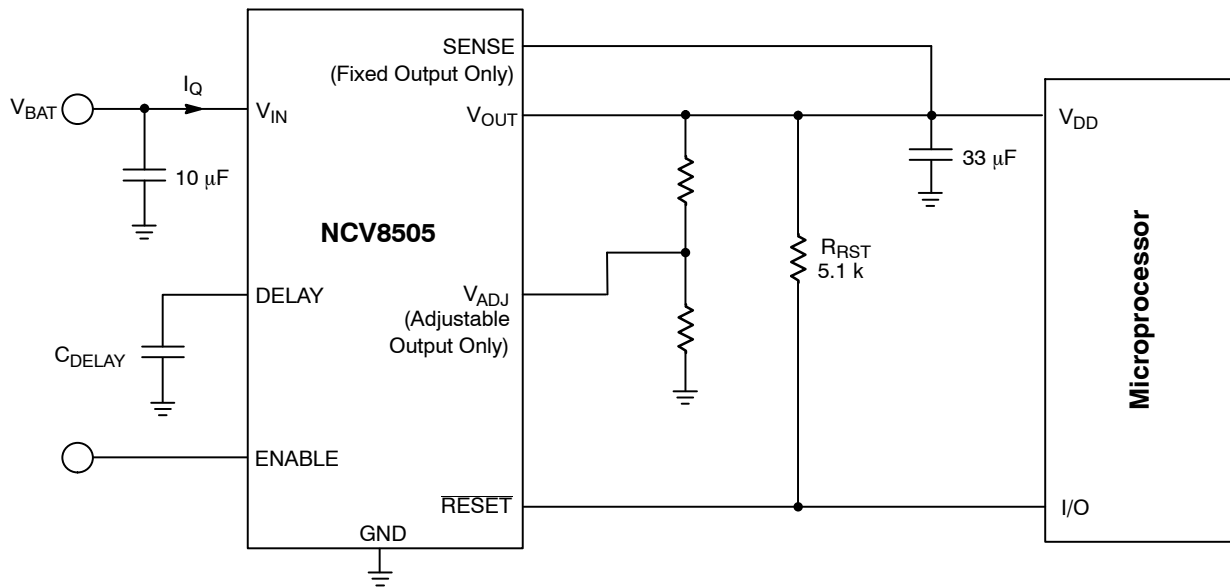 SENSE
(Fixed Output Only)
I_Q
V_BAT
V_IN
V_OUT
V_DD
10 μF
33 μF
NCV8505
R_RST
5.1 k
DELAY
V_ADJ
(Adjustable
Output Only)
C_DELAY
Microprocessor
ENABLE
RESET
I/O
GND